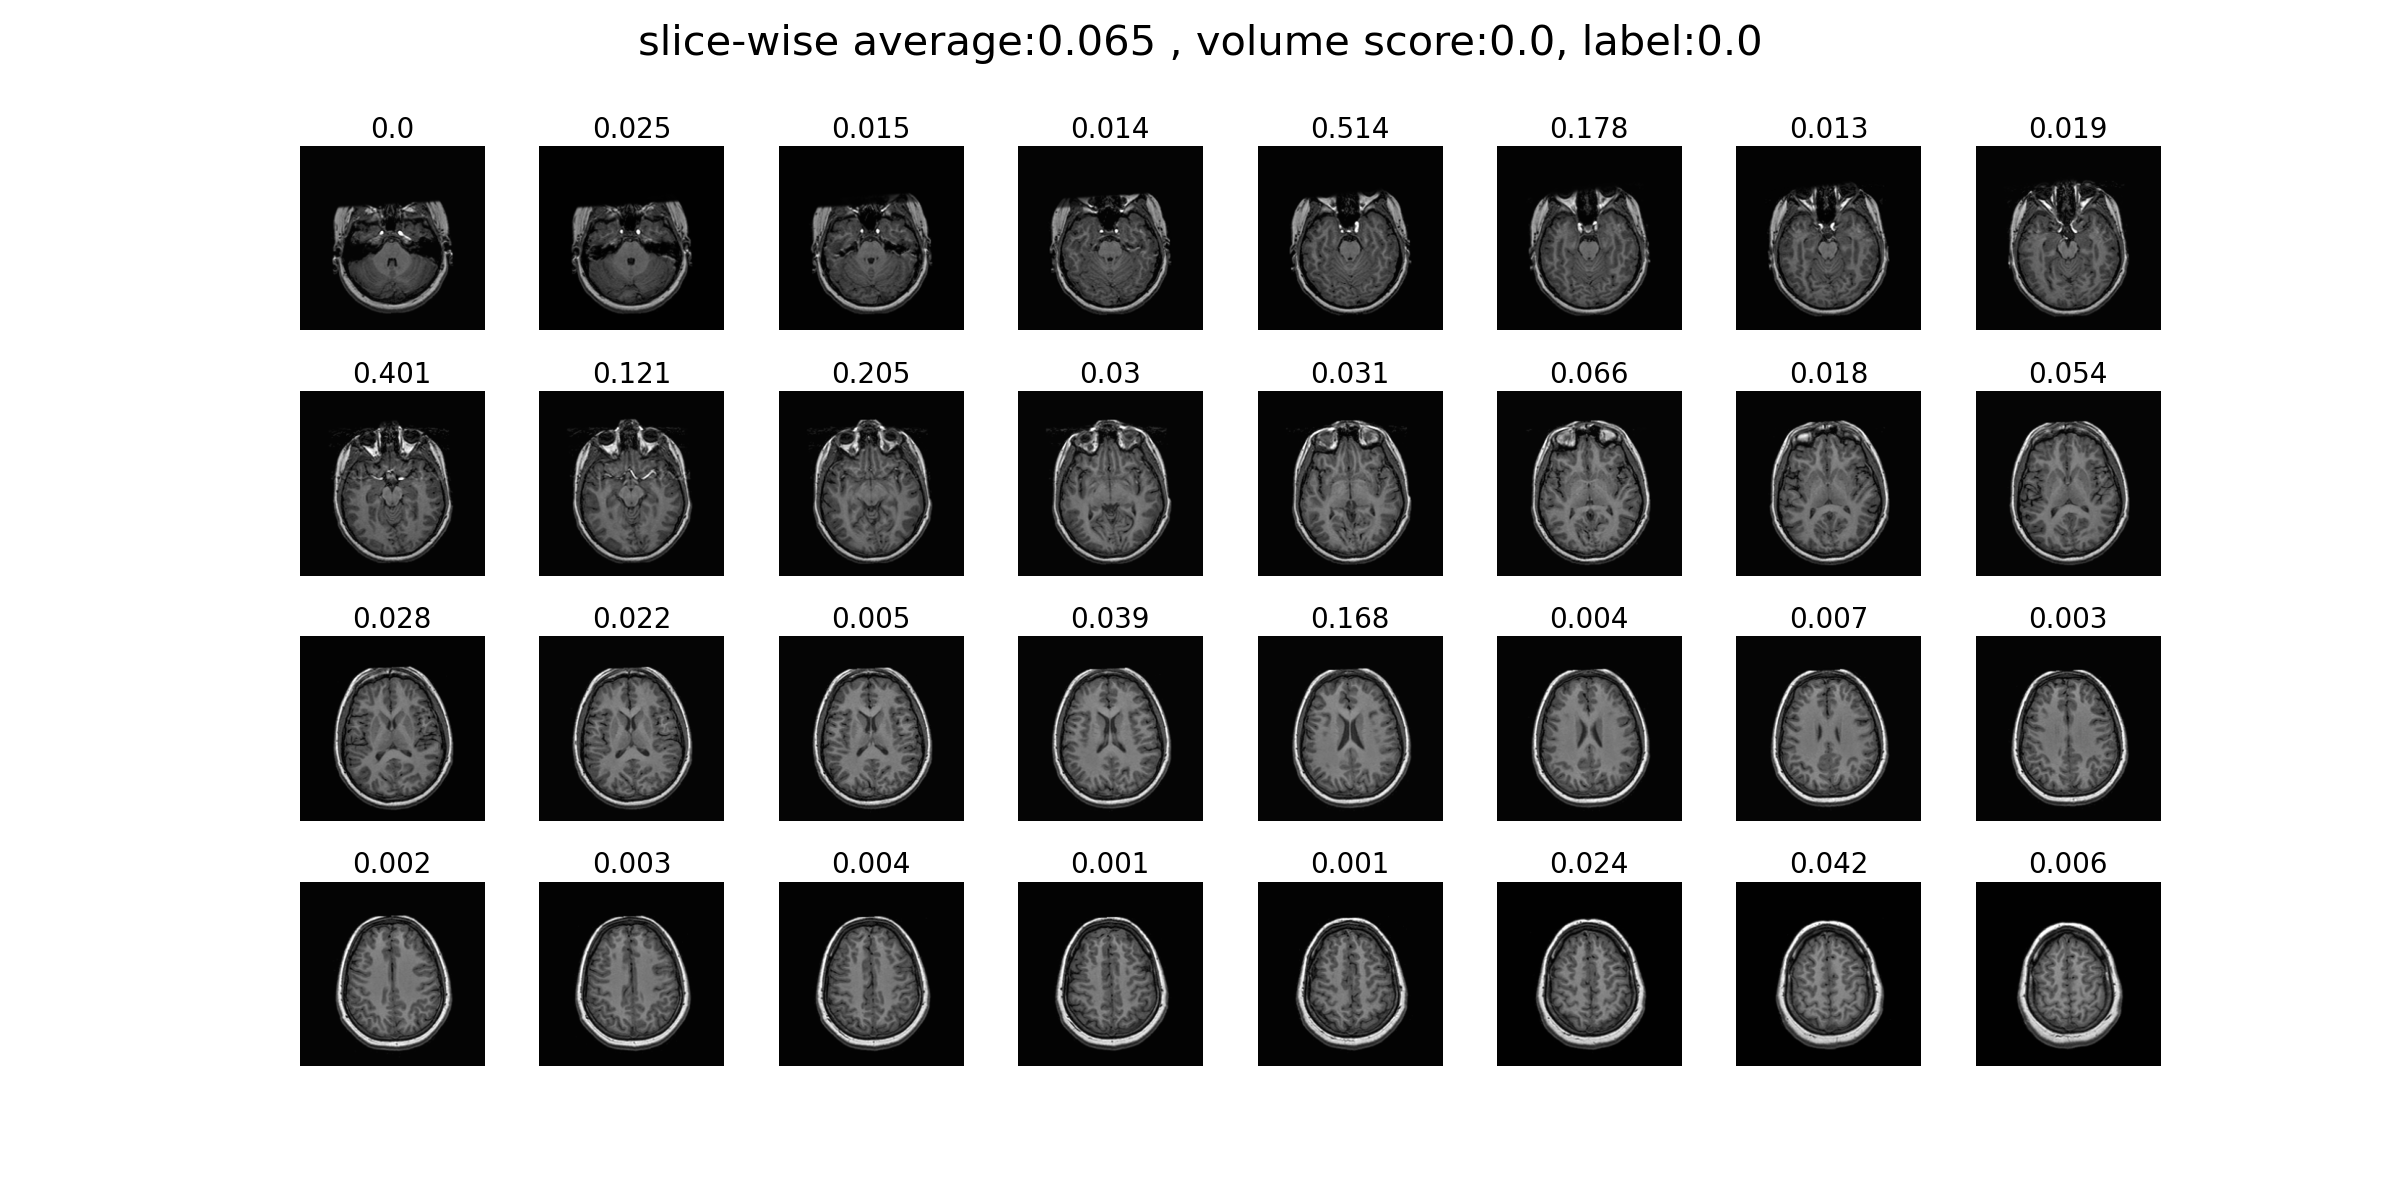 slice-wise average:0.065 , volume score:0.0, label:0.0
0.0 0.025 0.015 0.014 0.514 0.178 0.013 0.019
0.401 0.121 0.205 0.03 0.031 0.066 0.018 0.054
0.028 0.022 0.005 0.039 0.168 0.004 0.007 0.003
0.002 0.003 0.004 0.001 0.001 0.024 0.042 0.006